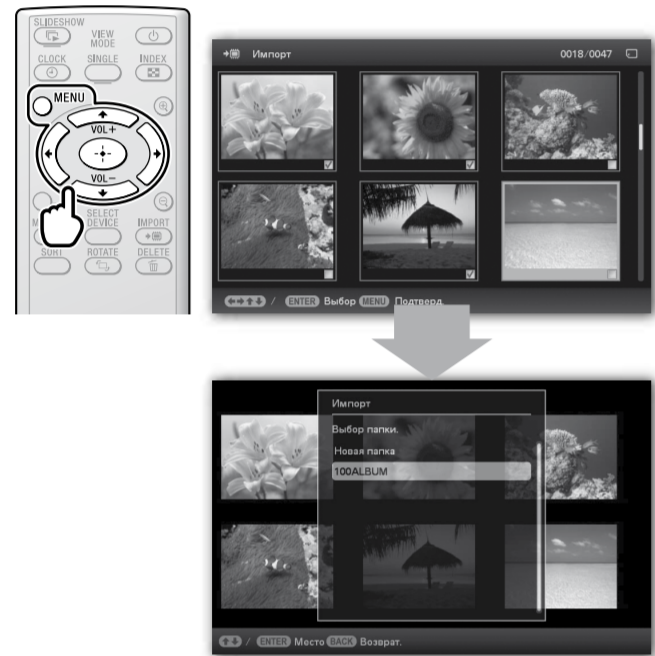 SLIDESHOW
VIEW
MODE
CLOCK
SINGLE
INDEX
MENU
VOL+
VOL−
SELECT
DEVICE
IMPORT
SORT
ROTATE
DELETE
Импорт
0018/0047
/ ENTER Выбор MENU Подтверд.
Импорт
Выбор папки.
Новая папка
100ALBUM
/ ENTER Место BACK Возврат.